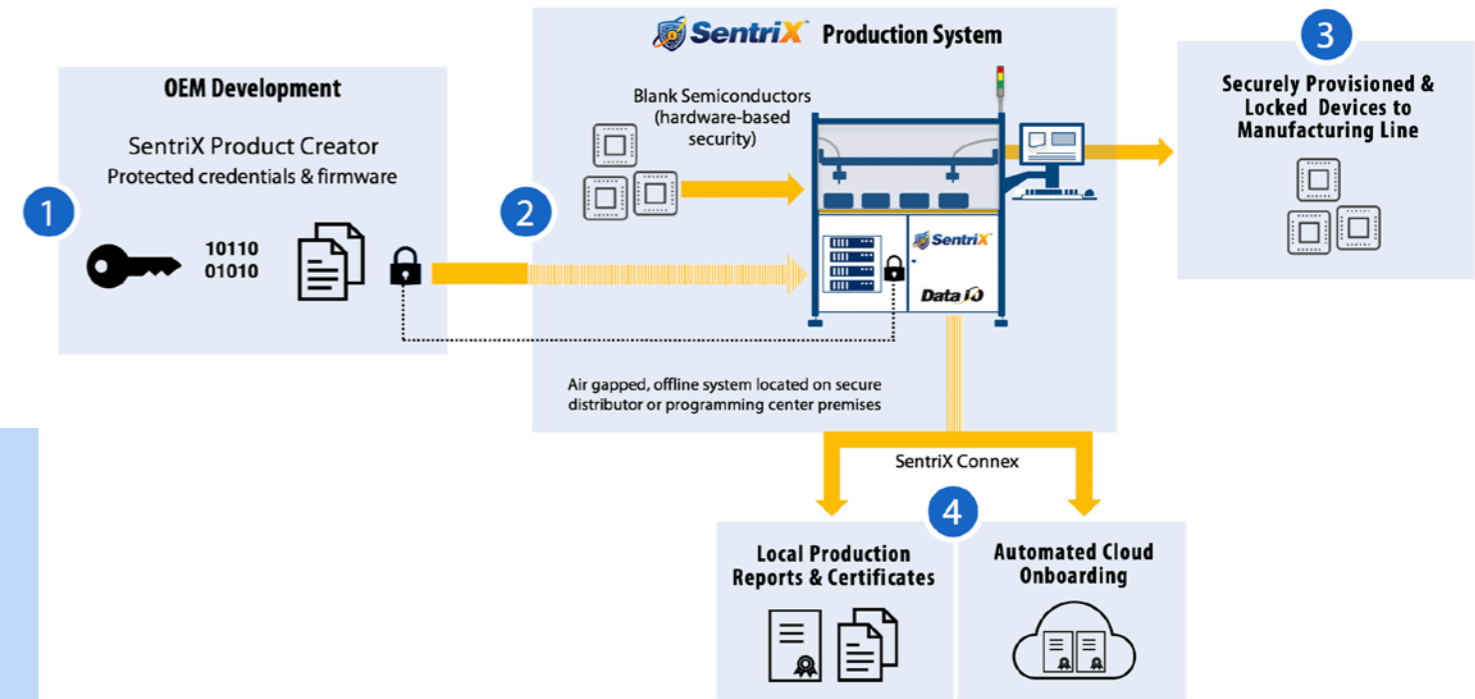 SentriX Production System
3
OEM Development
SentriX Product Creator
Protected credentials & firmware
1
10110
01010
2
Blank Semiconductors
(hardware-based
security)
SentriX
Data I/O
Securely Provisioned &
Locked Devices to
Manufacturing Line
Air gapped, offline system located on secure
distributor or programming center premises
SentriX Connex
4
Local Production
Reports & Certificates
Automated Cloud
Onboarding